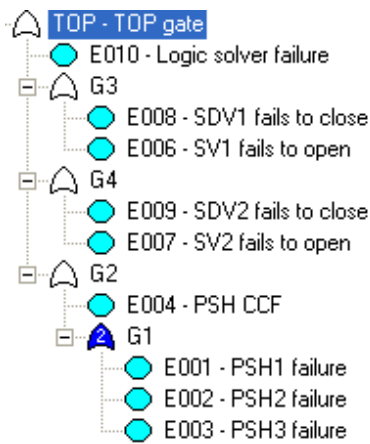 TOP - TOP gate
E010 - Logic solver failure
G3
E008 - SDV1 fails to close
E006 - SV1 fails to open
G4
E009 - SDV2 fails to close
E007 - SV2 fails to open
G2
E004 - PSH CCF
2 G1
E001 - PSH1 failure
E002 - PSH2 failure
E003 - PSH3 failure